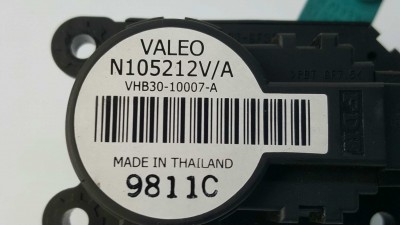 VALEO
N105212V/A
VHB30-10007-A
MADE IN THAILAND
9811C